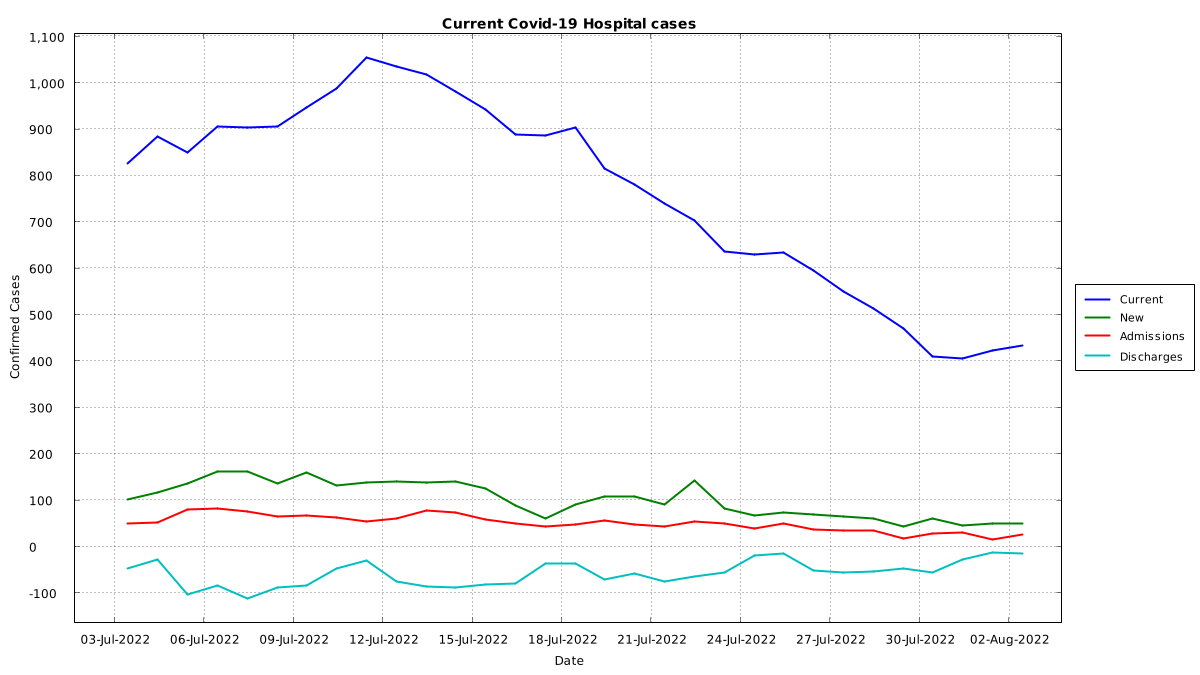 Current Covid-19 Hospital cases
1,100
1,000
900
800
700
600
500
400
300
200
100
0
-100
Confirmed Cases
03-Jul-2022 06-Jul-2022 09-Jul-2022 12-Jul-2022 15-Jul-2022 18-Jul-2022 21-Jul-2022 24-Jul-2022 27-Jul-2022 30-Jul-2022 02-Aug-2022
Date
Current
New
Admissions
Discharges